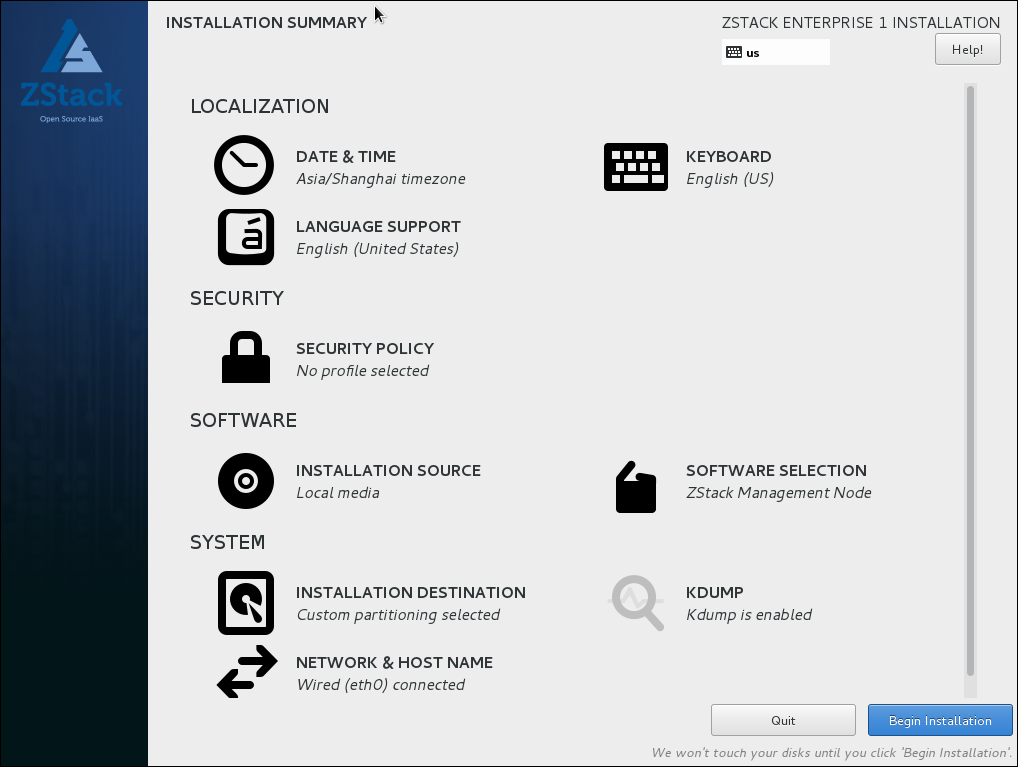 INSTALLATION SUMMARY
ZSTACK ENTERPRISE 1 INSTALLATION
us
Help!
ZStack
Open Source IaaS
LOCALIZATION
DATE & TIME
Asia/Shanghai timezone
KEYBOARD
English (US)
á
LANGUAGE SUPPORT
English (United States)
SECURITY
SECURITY POLICY
No profile selected
SOFTWARE
INSTALLATION SOURCE
Local media
SOFTWARE SELECTION
ZStack Management Node
SYSTEM
INSTALLATION DESTINATION
Custom partitioning selected
KDUMP
Kdump is enabled
NETWORK & HOST NAME
Wired (eth0) connected
Quit
Begin Installation
We won't touch your disks until you click 'Begin Installation'.